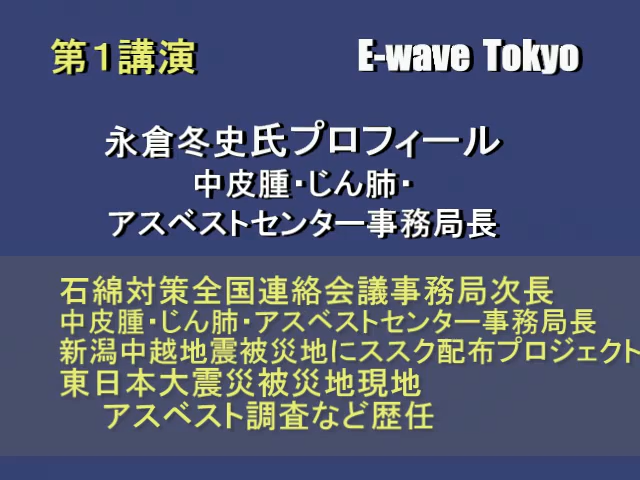 第１講演 E-wave Tokyo
永倉冬史氏プロフィール
中皮腫・じん肺・
アスベストセンター事務局長
石綿対策全国連絡会議事務局次長
中皮腫・じん肺・アスベストセンター事務局長
新潟中越地震被災地にススク配布プロジェクト
東日本大震災被災地現地
アスベスト調査など歴任